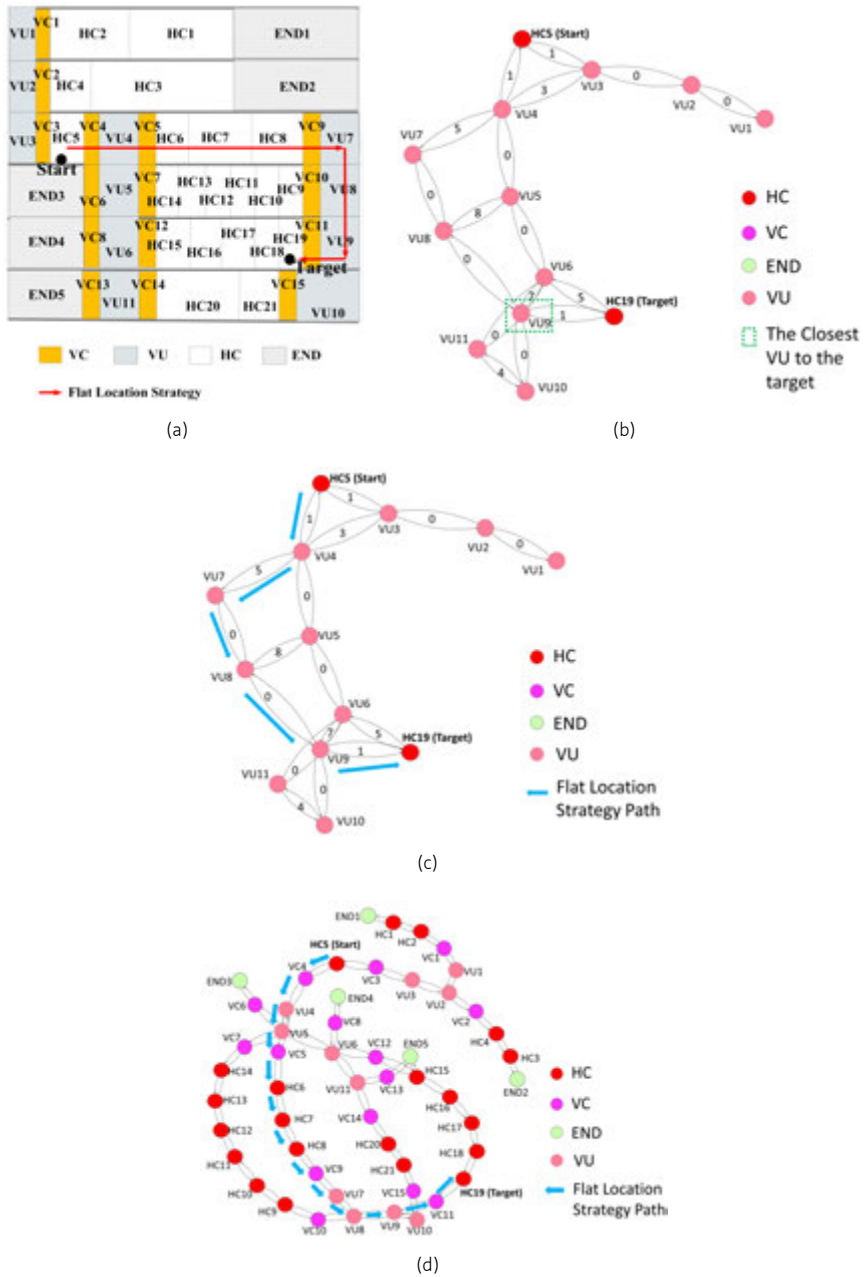 VU1
VC1
HC2
HC1
END1
VU2
VC2
HC4
HC3
END2
VU3
VC3
HC5
VC4
VU4
VC5
HC6
HC7
HC8
VC9
VU7
Start
END3
VC6
VU5
VC7
HC14
HC13
HC12
HC11
HC10
HC9
VC10
VU8
END4
VC8
VU6
VC12
HC15
HC16
HC17
HC18
HC19
VC11
VU9
Target
END5
VC13
VU11
VC14
HC20
HC21
VC15
VU10
VC
VU
HC
END
Flat Location Strategy
(a)
HC5 (Start)
1
1
3
0
0
VU3
VU2
VU1
VU4
VU7
5
0
0
VU5
8
VU8
0
0
VU6
7
5
HC19 (Target)
1
VU9
VU11
0
0
4
VU10
HC
VC
END
VU
The Closest
VU to the
target
(b)
HC5 (Start)
1
1
3
0
0
VU3
VU2
VU1
VU4
VU7
5
0
0
VU5
8
VU8
0
0
VU6
7
5
HC19 (Target)
1
VU9
VU11
0
0
4
VU10
HC
VC
END
VU
Flat Location
Strategy Path
(c)
END1
HC1
HC2
VC1
VU1
HC5 (Start)
VC4
VC3
VU3
VU2
VC2
HC4
HC3
END2
END3
VC6
VU4
VU5
END4
VC8
VU6
VC12
END5
VC7
VC5
HC14
HC6
HC13
HC7
HC12
HC8
HC11
VC9
HC10
VU7
HC9
VC10
VU8
VU9
VU10
VU11
VC13
HC15
HC16
HC17
HC18
HC19 (Target)
VC14
HC20
HC21
VC15
VC11
HC
VC
END
VU
Flat Location
Strategy Path
(d)